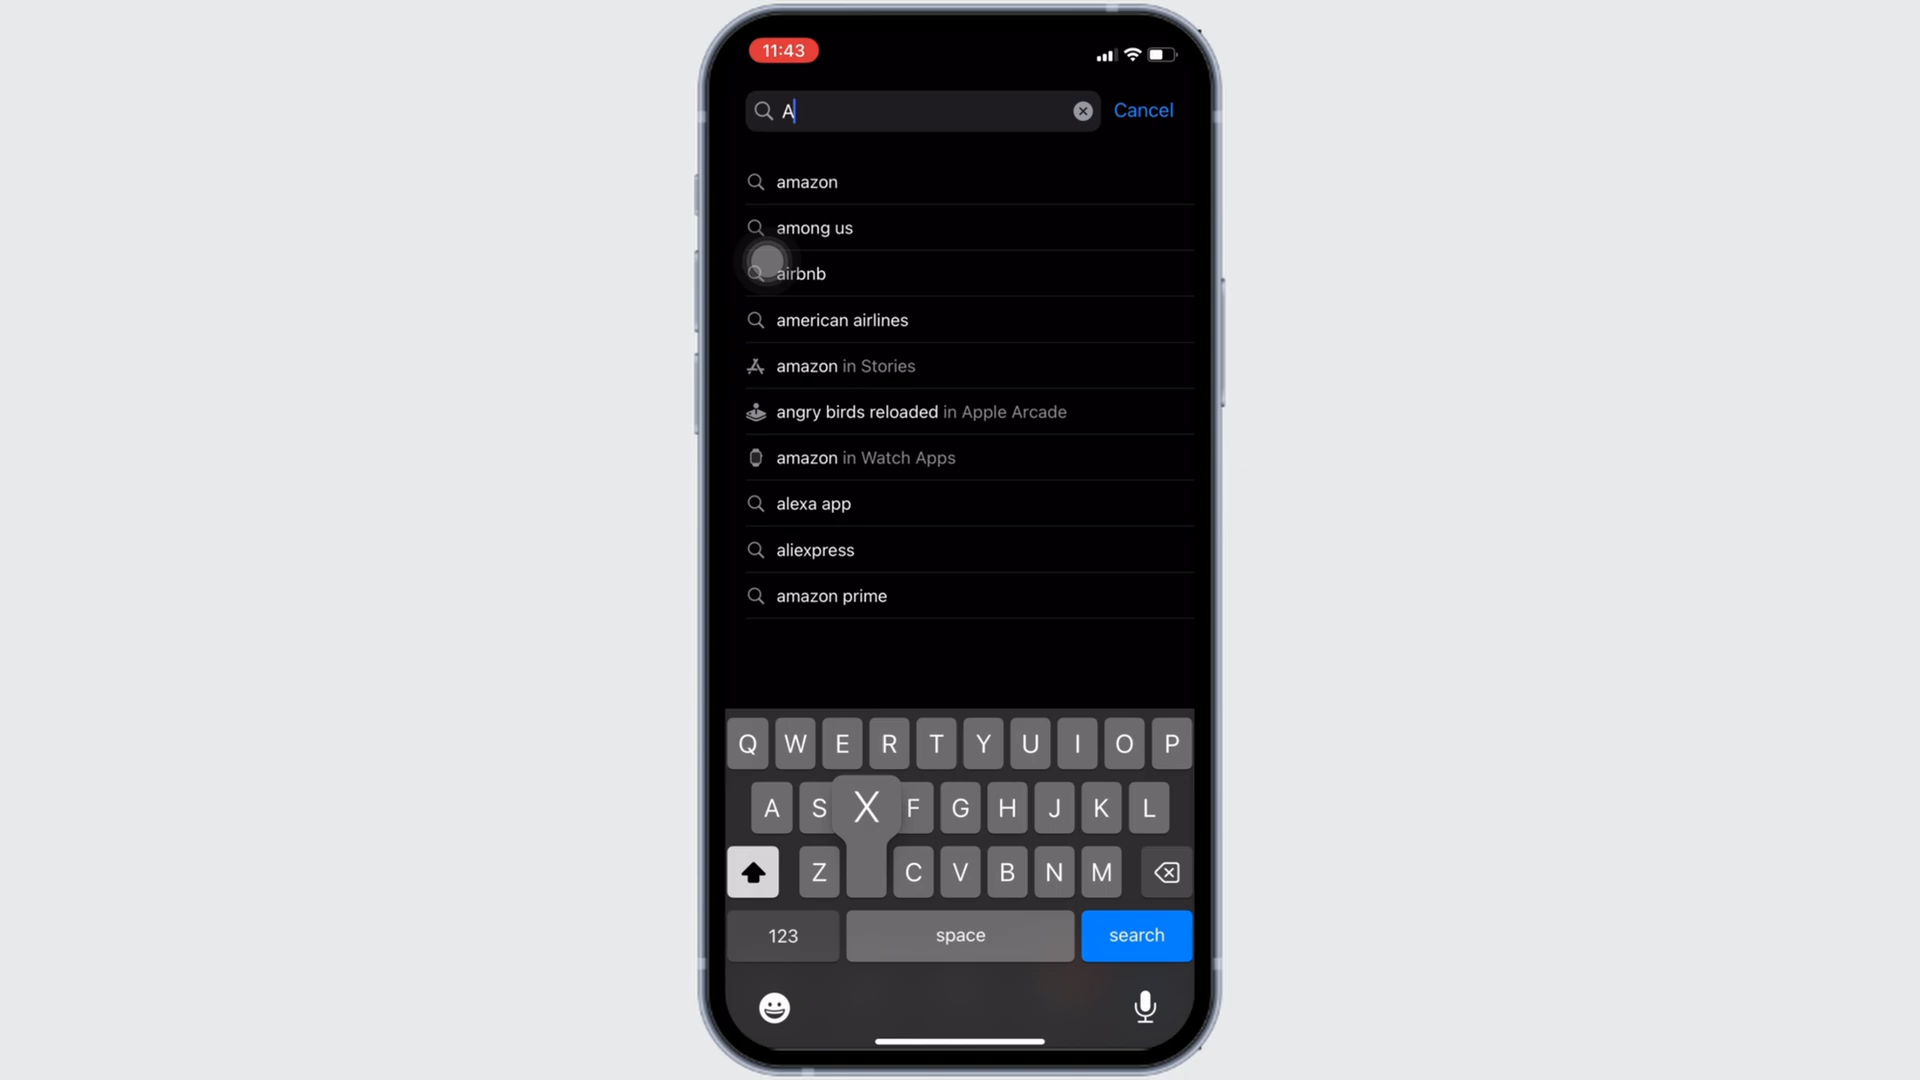 11:43
A
Cancel
amazon
among us
airbnb
american airlines
amazon in Stories
angry birds reloaded in Apple Arcade
amazon in Watch Apps
alexa app
aliexpress
amazon prime
Q W E R T Y U I O P
A S X F G H J K L
Z C V B N M
123 space search